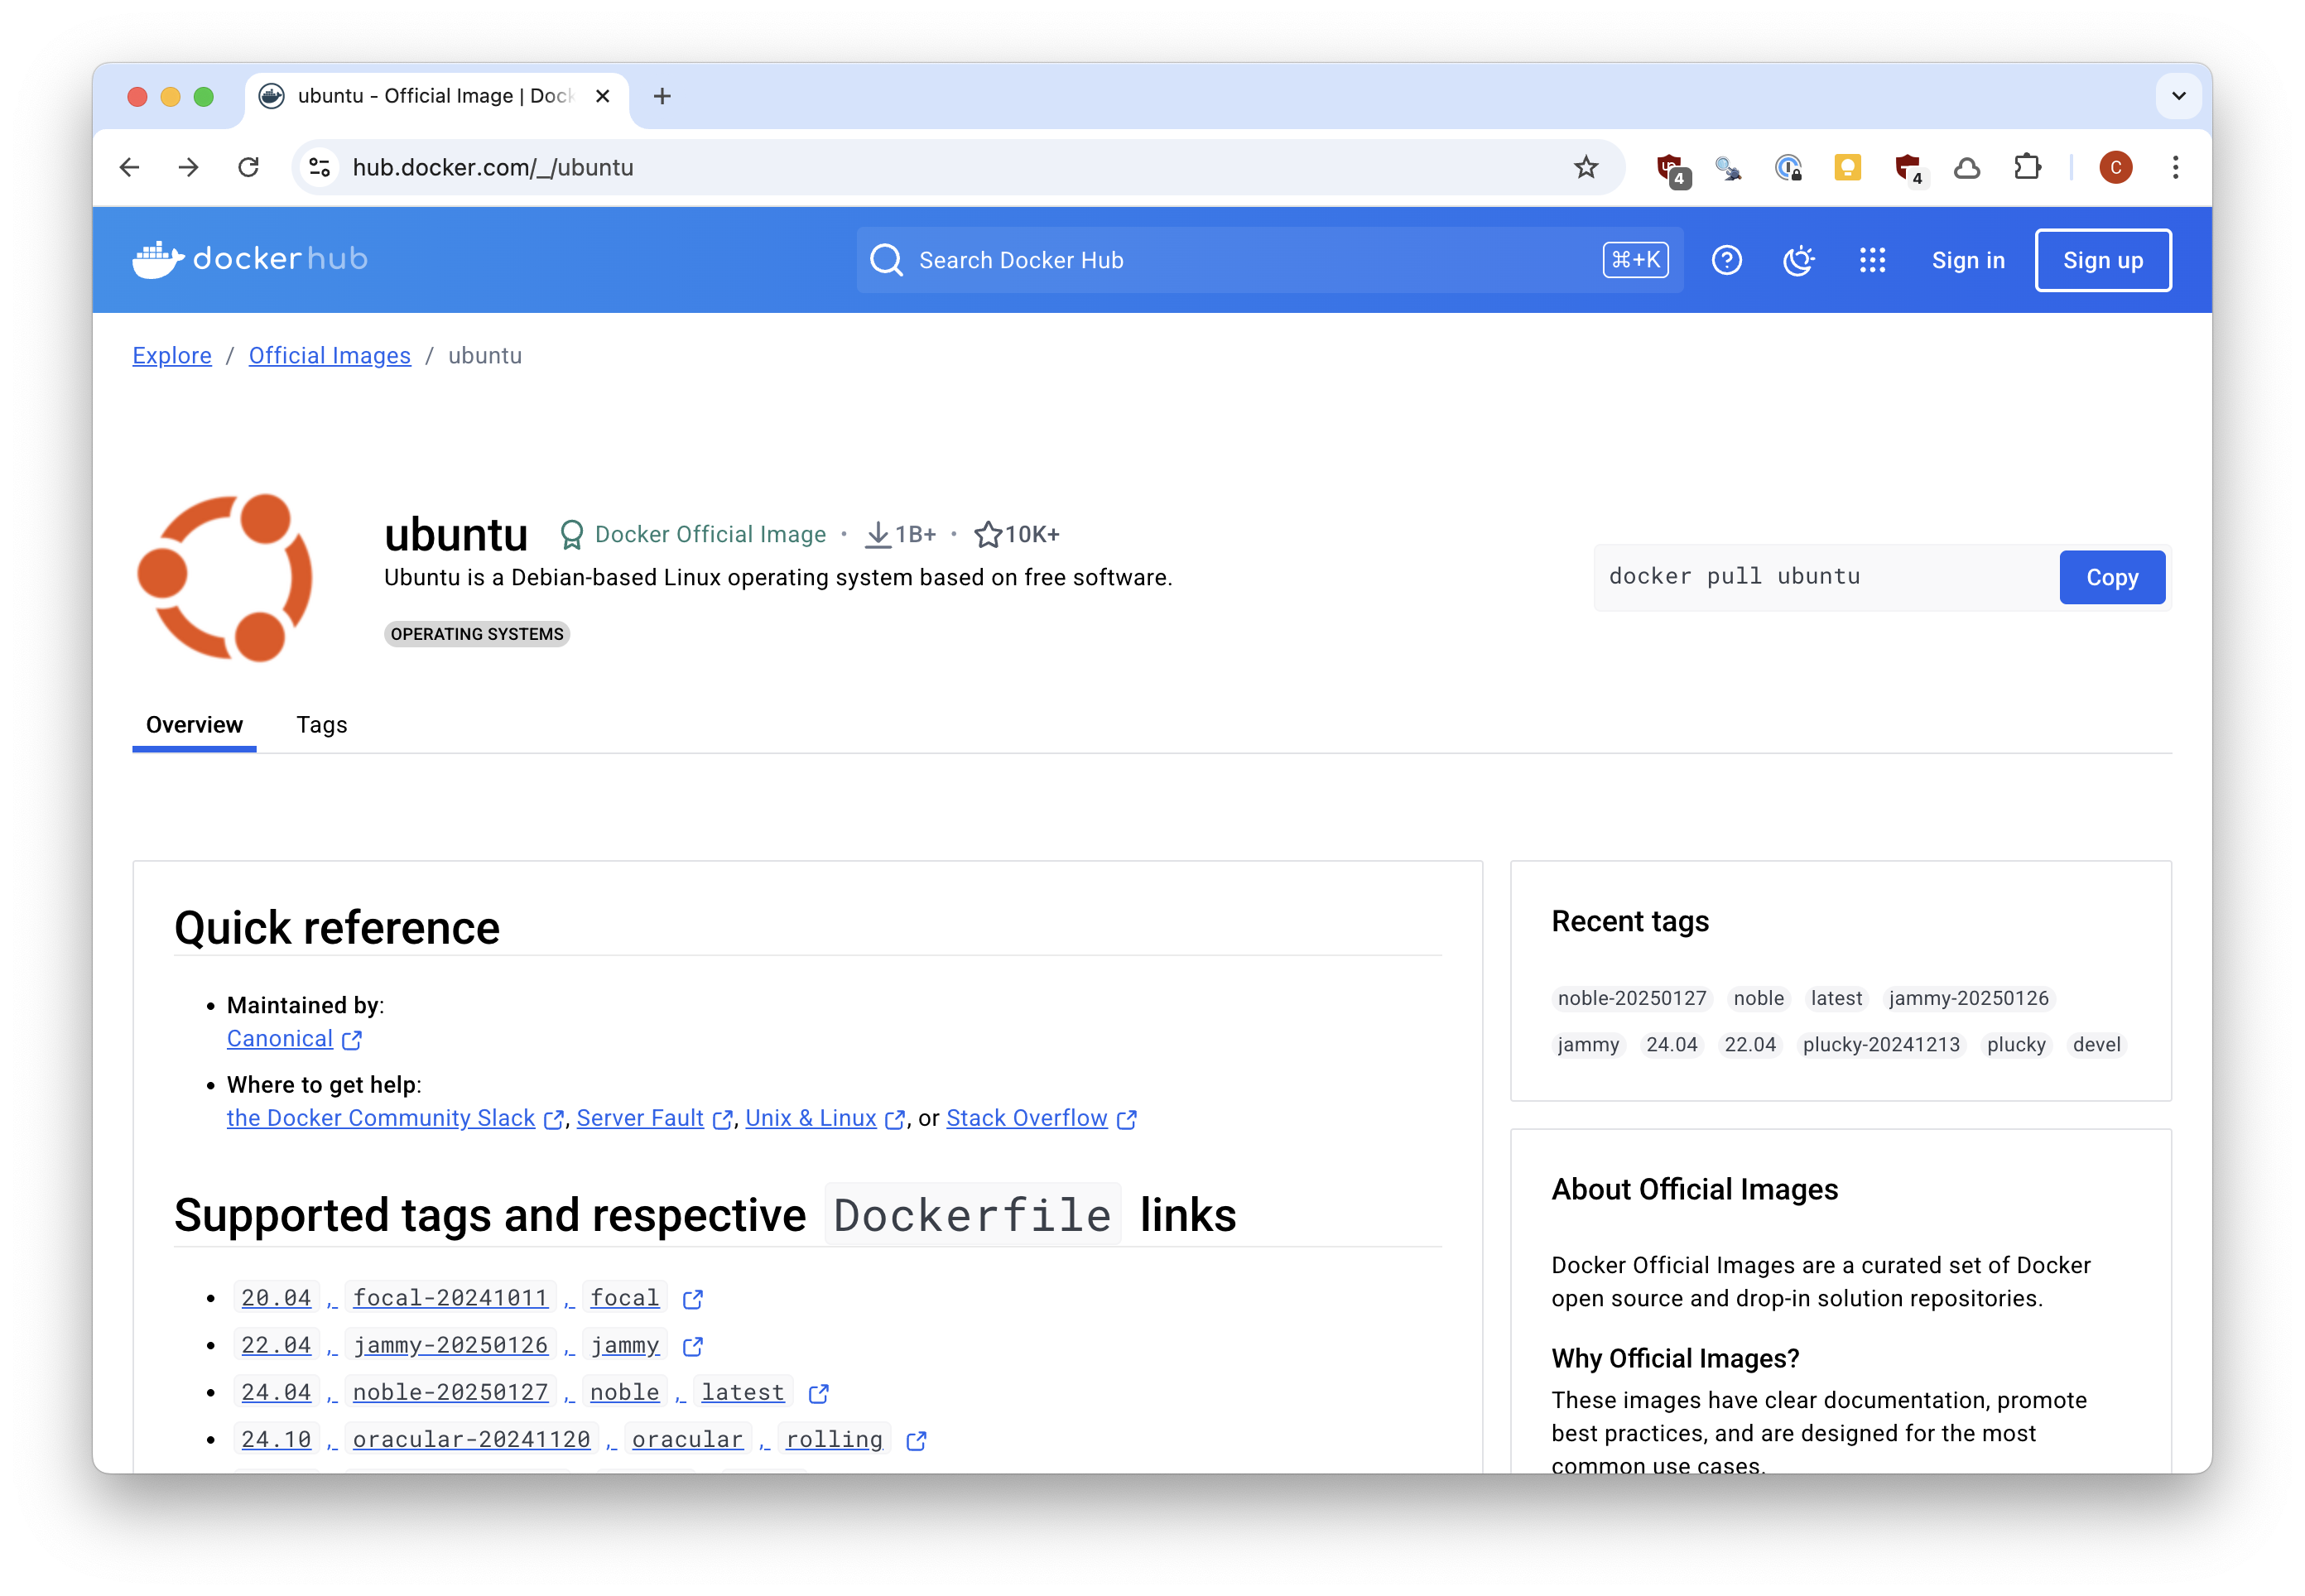 ubuntu - Official Image | Dock
hub.docker.com/_/ubuntu
4
4
C
dockerhub
Search Docker Hub
⌘+K
Sign in
Sign up
Explore / Official Images / ubuntu
ubuntu
Docker Official Image · 1B+ · 10K+
Ubuntu is a Debian-based Linux operating system based on free software.
OPERATING SYSTEMS
docker pull ubuntu
Copy
Overview
Tags
Quick reference
• Maintained by:
Canonical
• Where to get help:
the Docker Community Slack, Server Fault, Unix & Linux, or Stack Overflow
Supported tags and respective Dockerfile links
• 20.04, focal-20241011, focal
• 22.04, jammy-20250126, jammy
• 24.04, noble-20250127, noble, latest
• 24.10, oracular-20241120, oracular, rolling
Recent tags
noble-20250127 noble latest jammy-20250126
jammy 24.04 22.04 plucky-20241213 plucky devel
About Official Images
Docker Official Images are a curated set of Docker
open source and drop-in solution repositories.
Why Official Images?
These images have clear documentation, promote
best practices, and are designed for the most
common use cases.